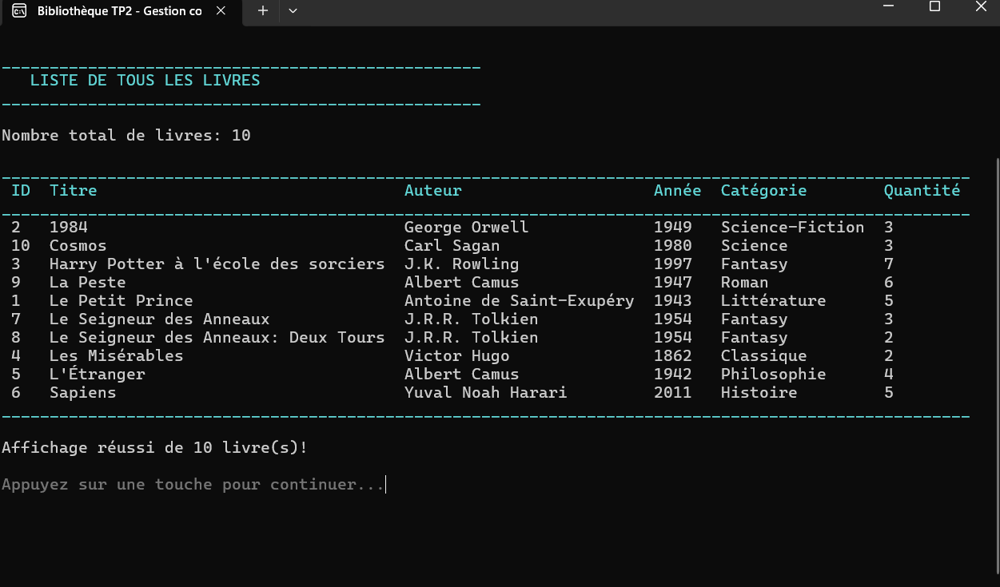 Bibliothèque TP2 - Gestion co
LISTE DE TOUS LES LIVRES
Nombre total de livres: 10
ID Titre Auteur Année Catégorie Quantité
2 1984 George Orwell 1949 Science-Fiction 3
10 Cosmos Carl Sagan 1980 Science 3
3 Harry Potter à l'école des sorciers J.K. Rowling 1997 Fantasy 7
9 La Peste Albert Camus 1947 Roman 6
1 Le Petit Prince Antoine de Saint-Exupéry 1943 Littérature 5
7 Le Seigneur des Anneaux J.R.R. Tolkien 1954 Fantasy 3
8 Le Seigneur des Anneaux: Deux Tours J.R.R. Tolkien 1954 Fantasy 2
4 Les Misérables Victor Hugo 1862 Classique 2
5 L'Étranger Albert Camus 1942 Philosophie 4
6 Sapiens Yuval Noah Harari 2011 Histoire 5
Affichage réussi de 10 livre(s)!
Appuyez sur une touche pour continuer...